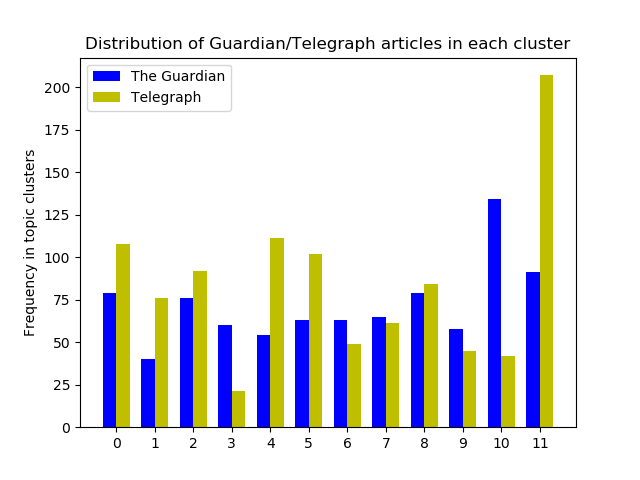 Distribution of Guardian/Telegraph articles in each cluster
The Guardian
Telegraph
Frequency in topic clusters
200
175
150
125
100
75
50
25
0
0 1 2 3 4 5 6 7 8 9 10 11